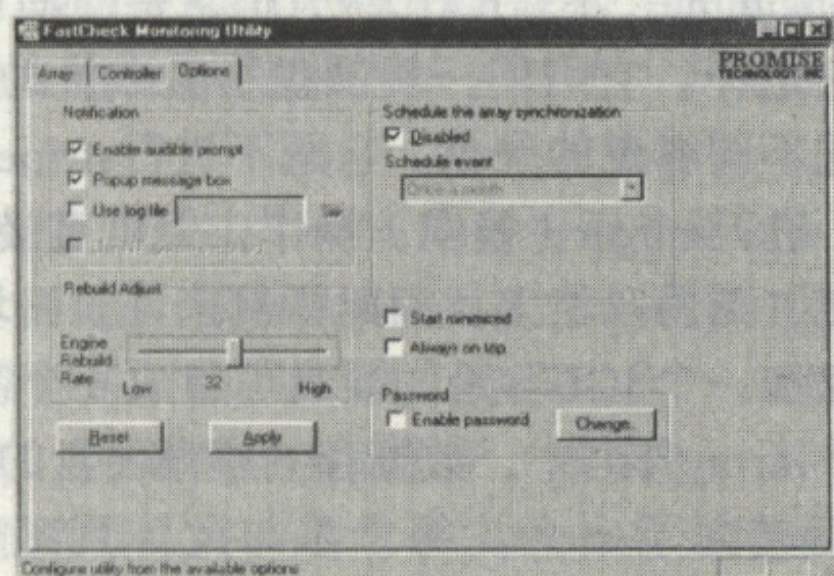 FastCheck Monitoring Utility
PROMISE
TECHNOLOGY, INC.
Array
Controller
Options
Notification
Enable audible prompt
Popup message box
Use log file
Schedule the array synchronization
Disabled
Schedule event
Once a month
Rebuild Adjust
Engine
Rebuild
Rate
Low
32
High
Start minimized
Always on top
Password
Enable password
Change.
Reset
Apply
Configure utility from the available options